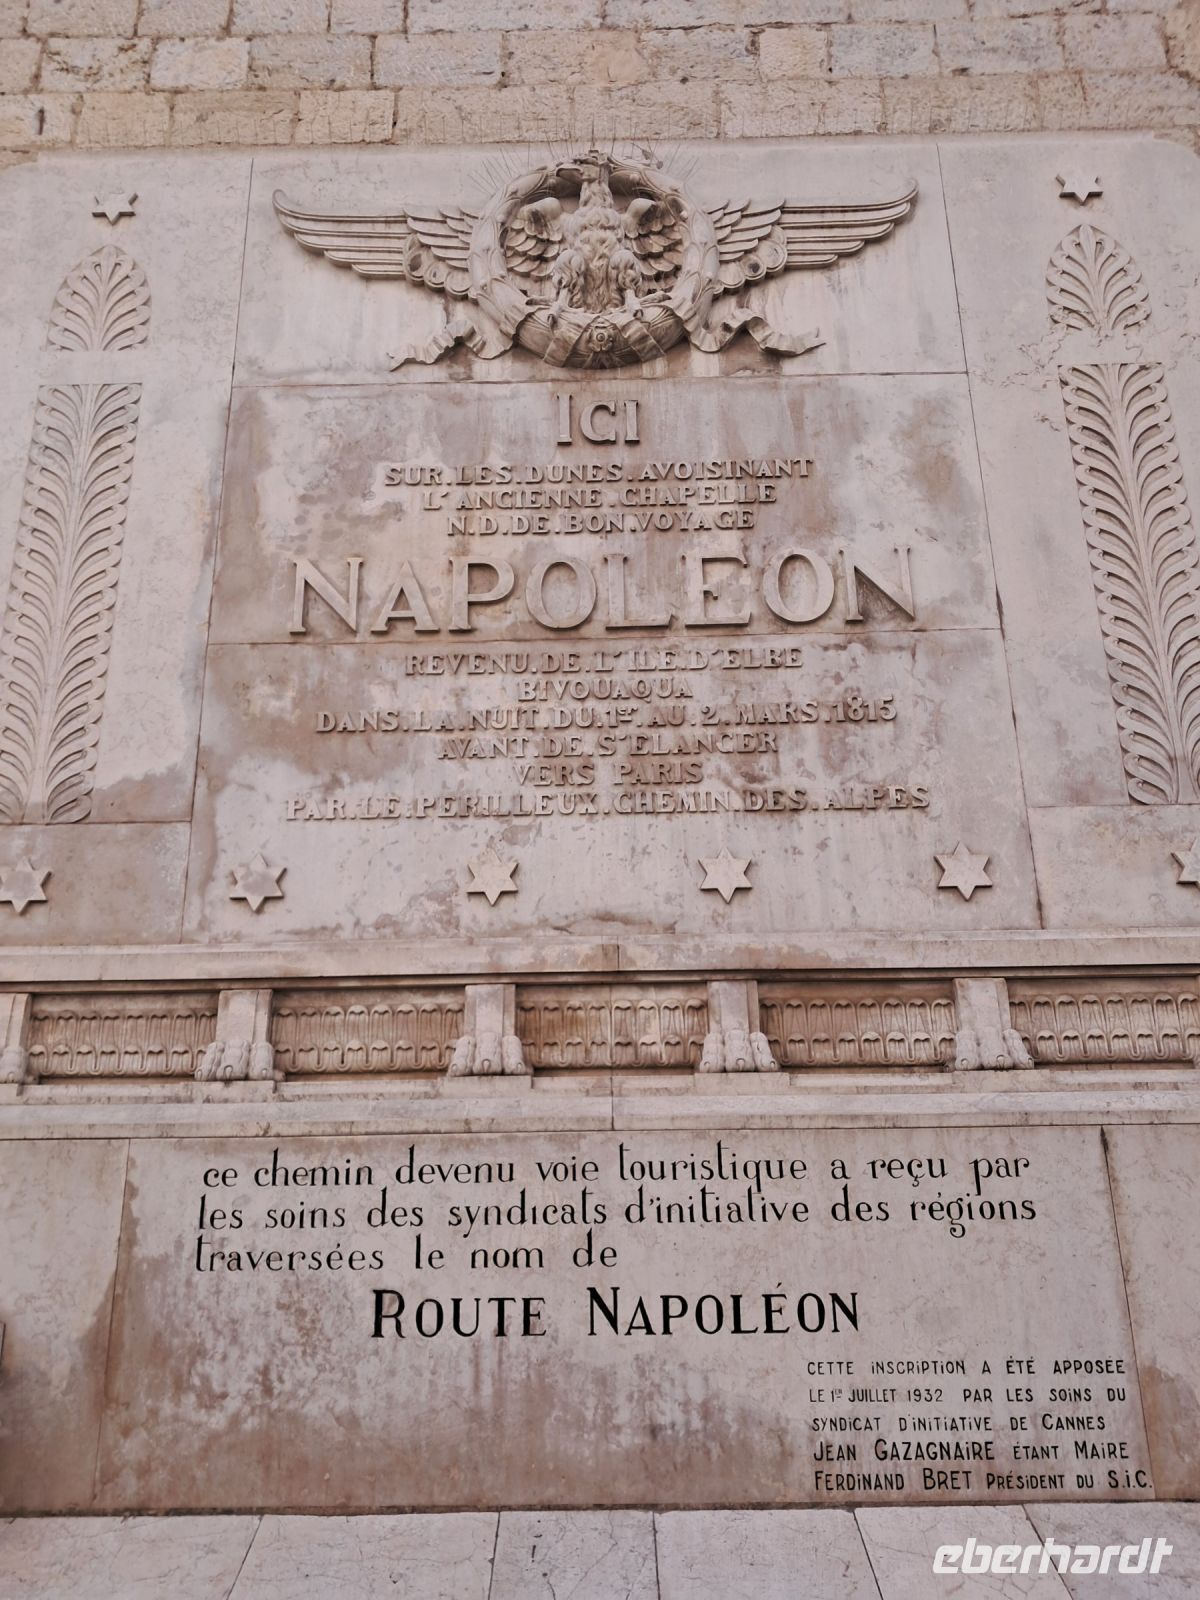 ICI
SUR.LES.DUNES.AVOISINANT
L'ANCIENNE.CHAPELLE
N.D.DE.BON.VOYAGE
NAPOLEON
REVENU.DE.L'ILE.D'ELBE
BIVOUAQUA
DANS.LA.NUIT.DU.1er.AU.2.MARS.1815
AVANT.DE.S'ELANCER
VERS PARIS
PAR.LE.PERILLEUX.CHEMIN.DES.ALPES
ce chemin devenu voie touristique a reçu par
les soins des syndicats d'initiative des régions
traversées le nom de
ROUTE NAPOLÉON
CETTE INSCRIPTION A ÉTÉ APPOSÉE
LE 1ER JUILLET 1932 PAR LES SOINS DU
SYNDICAT D'INITIATIVE DE CANNES
JEAN GAZAGNAIRE ÉTANT MAIRE
FERDINAND BRET PRÉSIDENT DU S.I.C.
eberhardt